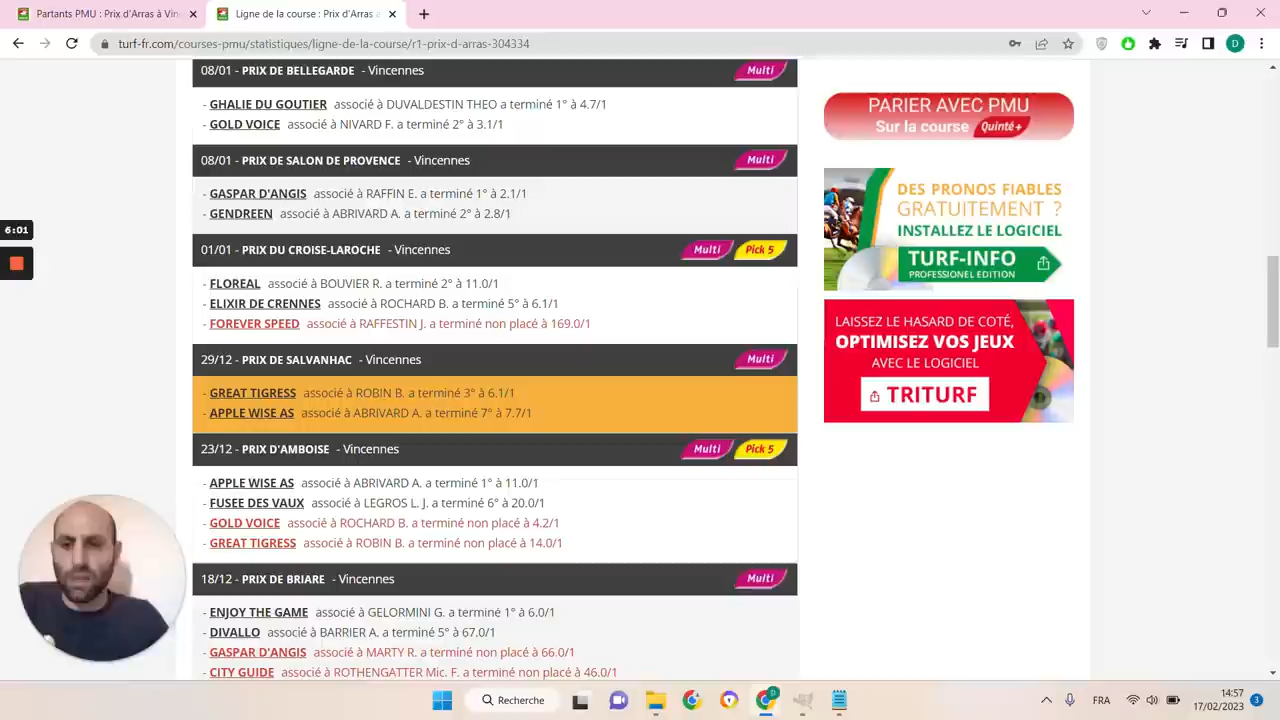 Partants PMU : Prix d'Arras à Vin
Ligne de la course : Prix d'Arras à
turf-fr.com/courses-pmu/statistiques/ligne-de-la-course/r1-prix-d-arras-304334
08/01 - PRIX DE BELLEGARDE - Vincennes Multi
- GHALIE DU GOUTIER associé à DUVALDESTIN THEO a terminé 1° à 4.7/1
- GOLD VOICE associé à NIVARD F. a terminé 2° à 3.1/1
08/01 - PRIX DE SALON DE PROVENCE - Vincennes Multi
- GASPAR D'ANGIS associé à RAFFIN E. a terminé 1° à 2.1/1
- GENDREEN associé à ABRIVARD A. a terminé 2° à 2.8/1
01/01 - PRIX DU CROISE-LAROCHE - Vincennes Multi Pick 5
- FLOREAL associé à BOUVIER R. a terminé 2° à 11.0/1
- ELIXIR DE CRENNES associé à ROCHARD B. a terminé 5° à 6.1/1
- FOREVER SPEED associé à RAFFESTIN J. a terminé non placé à 169.0/1
29/12 - PRIX DE SALVANHAC - Vincennes Multi
- GREAT TIGRESS associé à ROBIN B. a terminé 3° à 6.1/1
- APPLE WISE AS associé à ABRIVARD A. a terminé 7° à 7.7/1
23/12 - PRIX D'AMBOISE - Vincennes Multi Pick 5
- APPLE WISE AS associé à ABRIVARD A. a terminé 1° à 11.0/1
- FUSEE DES VAUX associé à LEGROS L. J. a terminé 6° à 20.0/1
- GOLD VOICE associé à ROCHARD B. a terminé non placé à 4.2/1
- GREAT TIGRESS associé à ROBIN B. a terminé non placé à 14.0/1
18/12 - PRIX DE BRIARE - Vincennes Multi
- ENJOY THE GAME associé à GELORMINI G. a terminé 1° à 6.0/1
- DIVALLO associé à BARRIER A. a terminé 5° à 67.0/1
- GASPAR D'ANGIS associé à MARTY R. a terminé non placé à 66.0/1
- CITY GUIDE associé à ROTHENGATTER Mic. F. a terminé non placé à 46.0/1
PARIER AVEC PMU
Sur la course Quinté+
DES PRONOS FIABLES
GRATUITEMENT ?
INSTALLEZ LE LOGICIEL
TURF-INFO
PROFESSIONEL EDITION
LAISSEZ LE HASARD DE COTÉ,
OPTIMISEZ VOS JEUX
AVEC LE LOGICIEL
TRITURF
6:01
D
Recherche
D
FRA
14:57
17/02/2023
3